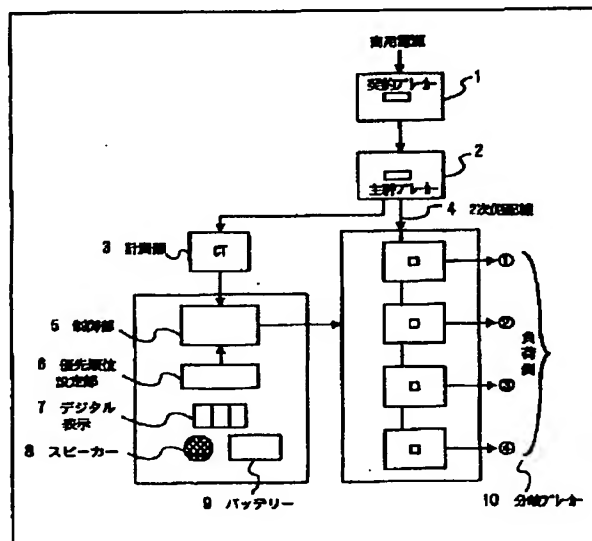 商用電源
契約ブレーカー
1
2
主幹ブレーカー
4 2次側配線
3 計測部
CT
①
5 制御部
②
6 優先順位
設定部
負荷側
③
7 デジタル
表示
④
8 スピーカー
9 バッテリー
10 分岐ブレーカー